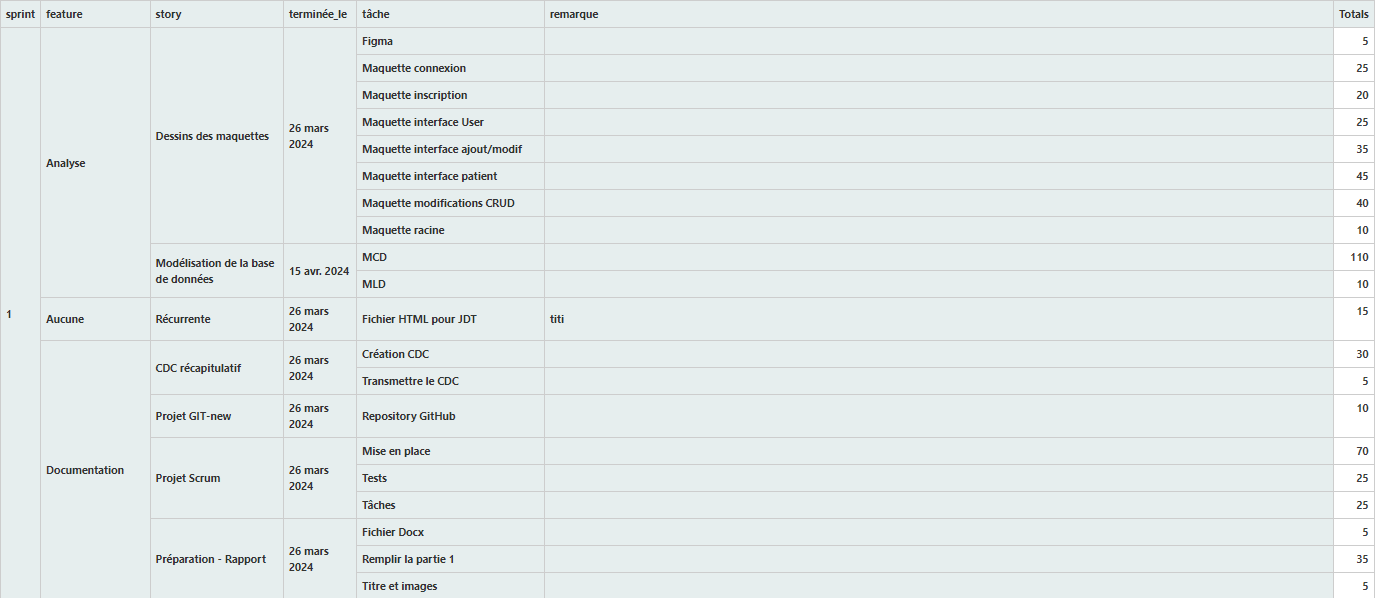 sprint feature story terminée_le tâche remarque Totals
1 Analyse Dessins des maquettes 26 mars 2024 Figma 5
Maquette connexion 25
Maquette inscription 20
Maquette interface User 25
Maquette interface ajout/modif 35
Maquette interface patient 45
Maquette modifications CRUD 40
Maquette racine 10
Modélisation de la base de données 15 avr. 2024 MCD 110
MLD 10
Aucune Récurrente 26 mars 2024 Fichier HTML pour JDT titi 15
Documentation CDC récapitulatif 26 mars 2024 Création CDC 30
Transmettre le CDC 5
Projet GIT-new 26 mars 2024 Repository GitHub 10
Projet Scrum 26 mars 2024 Mise en place 70
Tests 25
Tâches 25
Préparation - Rapport 26 mars 2024 Fichier Docx 5
Remplir la partie 1 35
Titre et images 5